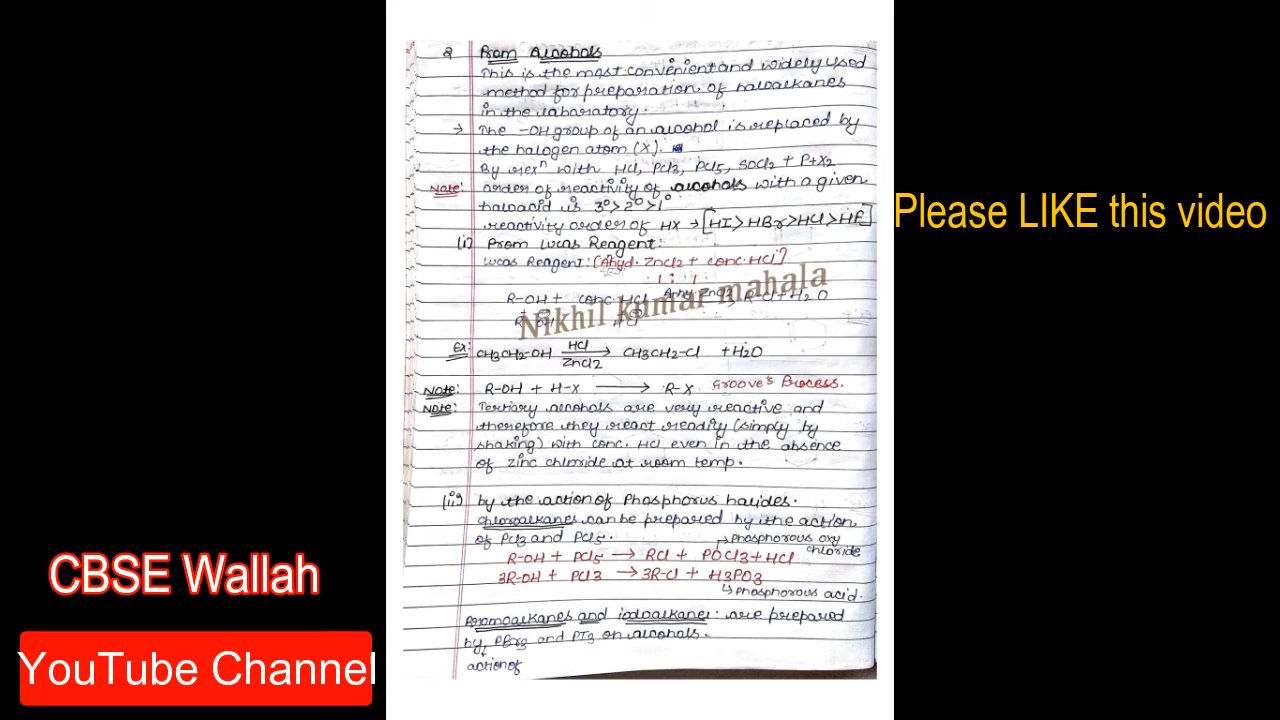 2 From Alcohols
This is the most convenient and widely used
method for preparation of haloalkanes
in the labaratory.
→ The -OH group of an alcohol is replaced by
the halogen atom (X).
By rexⁿ with HCl, PCl3, PCl5, SOCl2 + P+X2
Note: order of reactivity of alcohols with a given
haloacid is 3° > 2° > 1°
reactivity order of HX → [HI > HBr > HCl > HF]
(i) From Lucas Reagent:
Lucas Reagent: (Anyd. ZnCl2 + conc. HCl)
R-OH + conc. HCl Anhy. ZnCl2 → R-Cl + H2O
Nikhil kumar mahala
Ex: CH3CH2-OH HCl/ZnCl2 → CH3CH2-Cl + H2O
Note: R-OH + H-X → R-X Groove's Process.
Note: Tertiary alcohols are very reactive and
therefore they react readily (simply by
shaking) with conc. HCl even in the absence
of zinc chloride at room temp.
(ii) by the action of Phosphorus halides.
chloroalkanes can be prepared by the action
of PCl3 and PCl5.
↱ Phosphorous oxy chloride
R-OH + PCl5 → RCl + POCl3 + HCl
3R-OH + PCl3 → 3R-Cl + H3PO3
↳ Phosphorous acid.
Bromoalkanes and iodoalkanes are prepared
by PBr3 and PI3 on alcohols.
action of
Please LIKE this video
CBSE Wallah
YouTube Channel